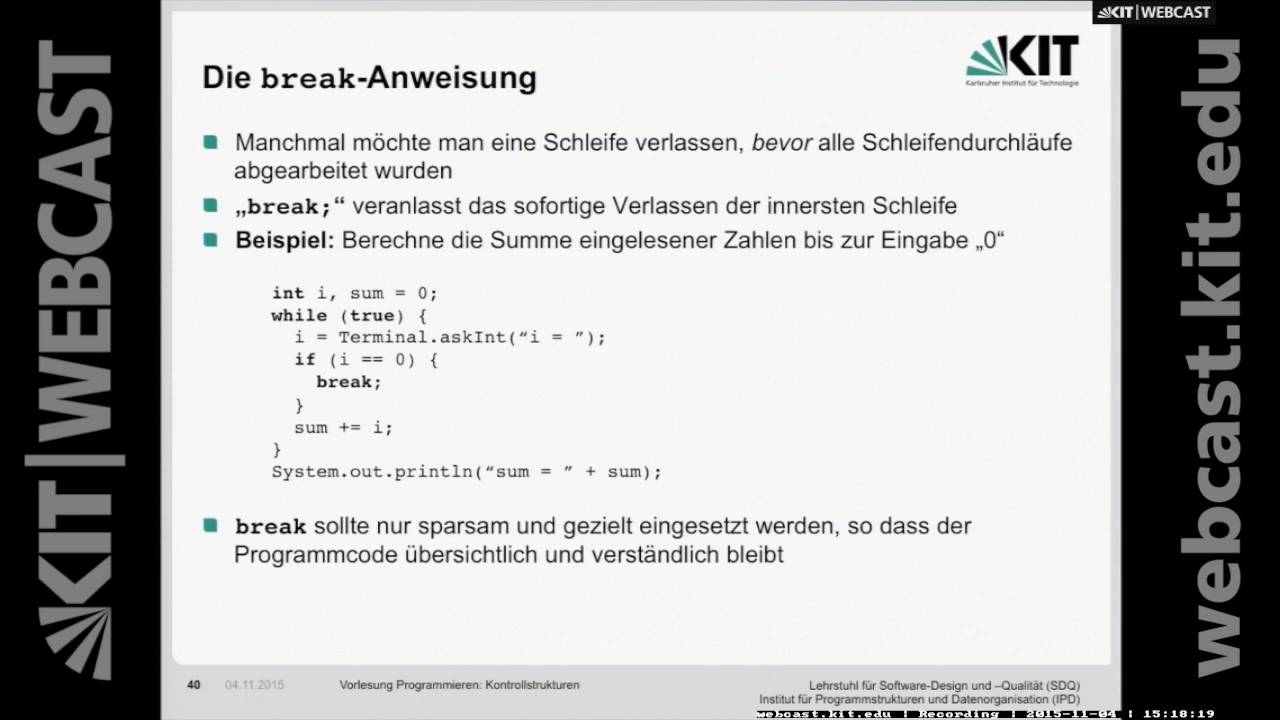 KIT|WEBCAST
KIT
Karlsruher Institut für Technologie
Die break-Anweisung
Manchmal möchte man eine Schleife verlassen, bevor alle Schleifendurchläufe
abgearbeitet wurden
„break;“ veranlasst das sofortige Verlassen der innersten Schleife
Beispiel: Berechne die Summe eingelesener Zahlen bis zur Eingabe „0“
int i, sum = 0;
while (true) {
i = Terminal.askInt(“i = ”);
if (i == 0) {
break;
}
sum += i;
}
System.out.println(“sum = ” + sum);
break sollte nur sparsam und gezielt eingesetzt werden, so dass der
Programmcode übersichtlich und verständlich bleibt
40 04.11.2015 Vorlesung Programmieren: Kontrollstrukturen
Lehrstuhl für Software-Design und –Qualität (SDQ)
Institut für Programmstrukturen und Datenorganisation (IPD)
webcast.kit.edu | Recording | 2015-11-04 | 15:18:19
KIT|WEBCAST
webcast.kit.edu